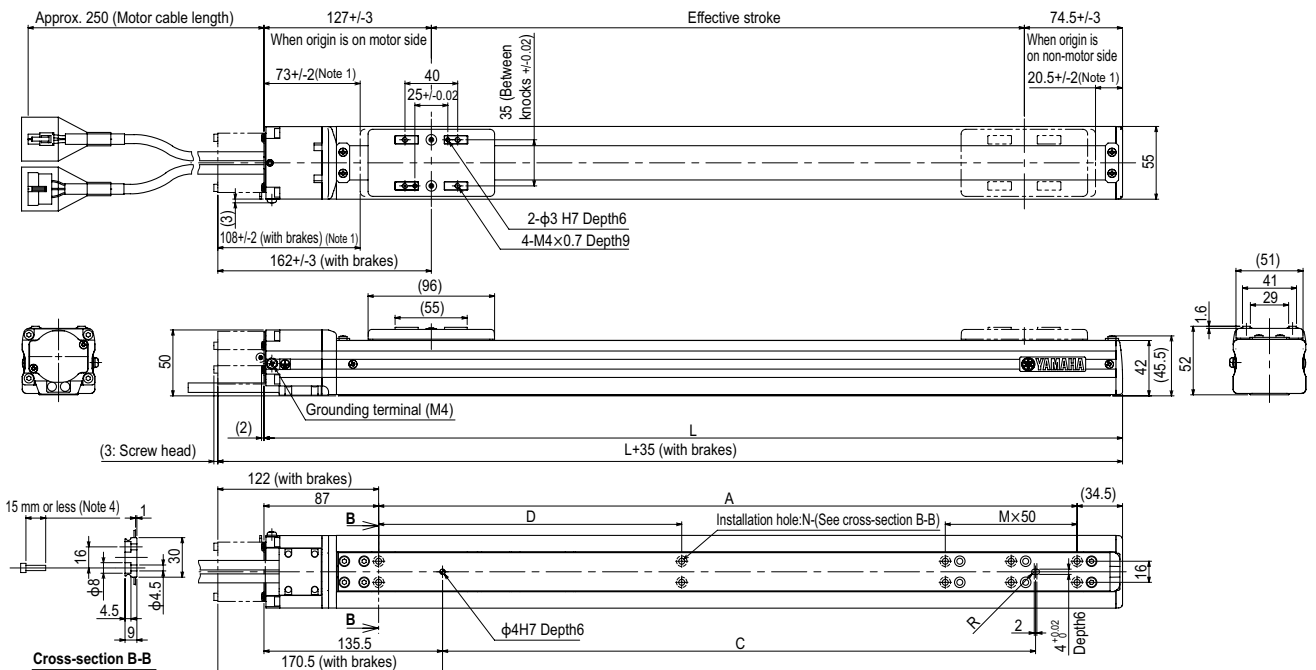 Approx. 250 (Motor cable length)
127+/-3
Effective stroke
74.5+/-3
When origin is on motor side
When origin
is on non-motor side
73+/-2(Note 1)
40
25+/-0.02
35 (Between
knocks +/-0.02)
20.5+/-2(Note 1)
55
(3)
2-φ3 H7 Depth6
4-M4×0.7 Depth9
108+/-2 (with brakes) (Note 1)
162+/-3 (with brakes)
(96)
(55)
(51)
41
29
1.6
50
52
42
(45.5)
YAMAHA
Grounding terminal (M4)
(2)
L
(3: Screw head)
L+35 (with brakes)
122 (with brakes)
87
A
(34.5)
15 mm or less (Note 4)
1
B
D
Installation hole:N-(See cross-section B-B)
M×50
16
30
φ8
φ4.5
4.5
9
16
B
φ4H7 Depth6
R
2
4 +0.02 0
Depth6
135.5
C
Cross-section B-B
170.5 (with brakes)